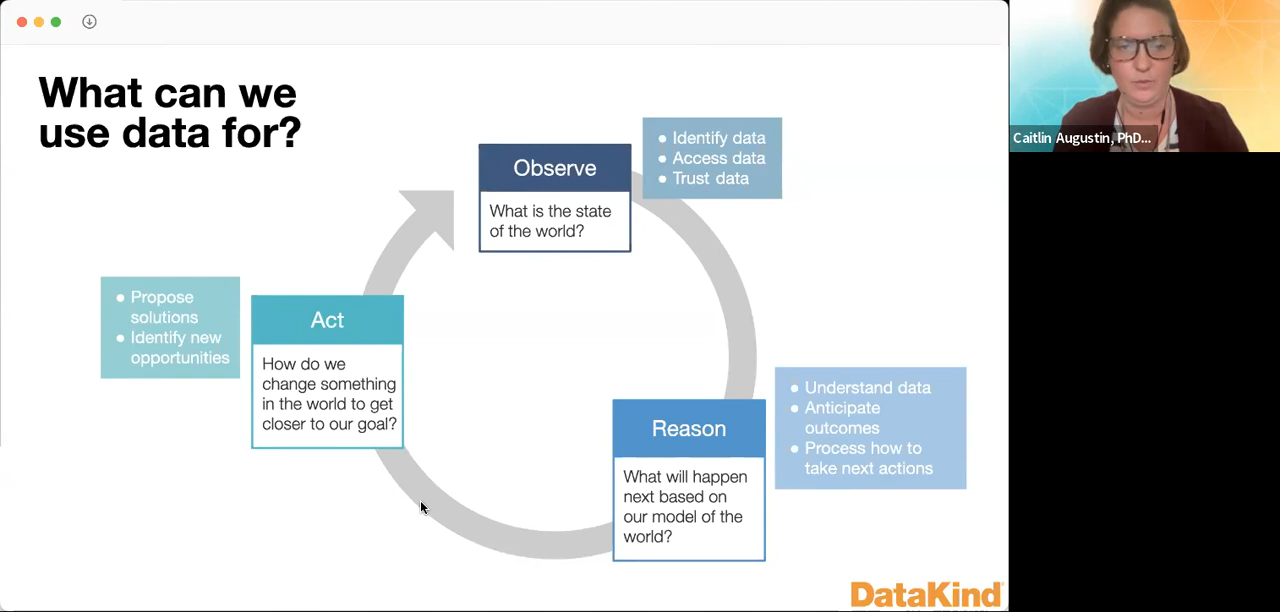 What can we
use data for?
Observe
What is the state
of the world?
● Identify data
● Access data
● Trust data
Reason
What will happen
next based on
our model of the
world?
● Understand data
● Anticipate
outcomes
● Process how to
take next actions
Act
How do we
change something
in the world to get
closer to our goal?
● Propose
solutions
● Identify new
opportunities
DataKind
Caitlin Augustin, PhD...